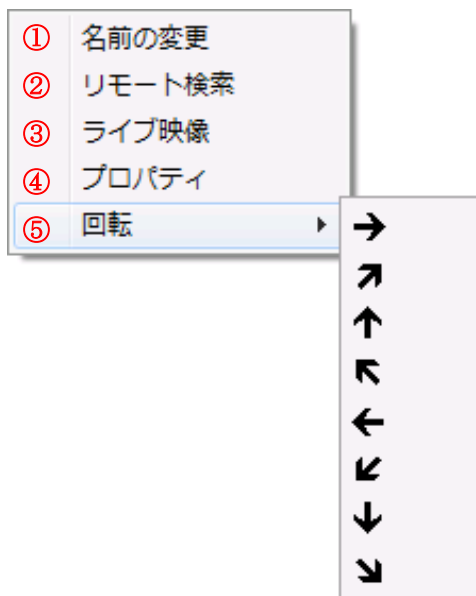 ① 名前の変更
② リモート検索
③ ライブ映像
④ プロパティ
⑤ 回転
→
↗
↑
↖
←
↙
↓
↘